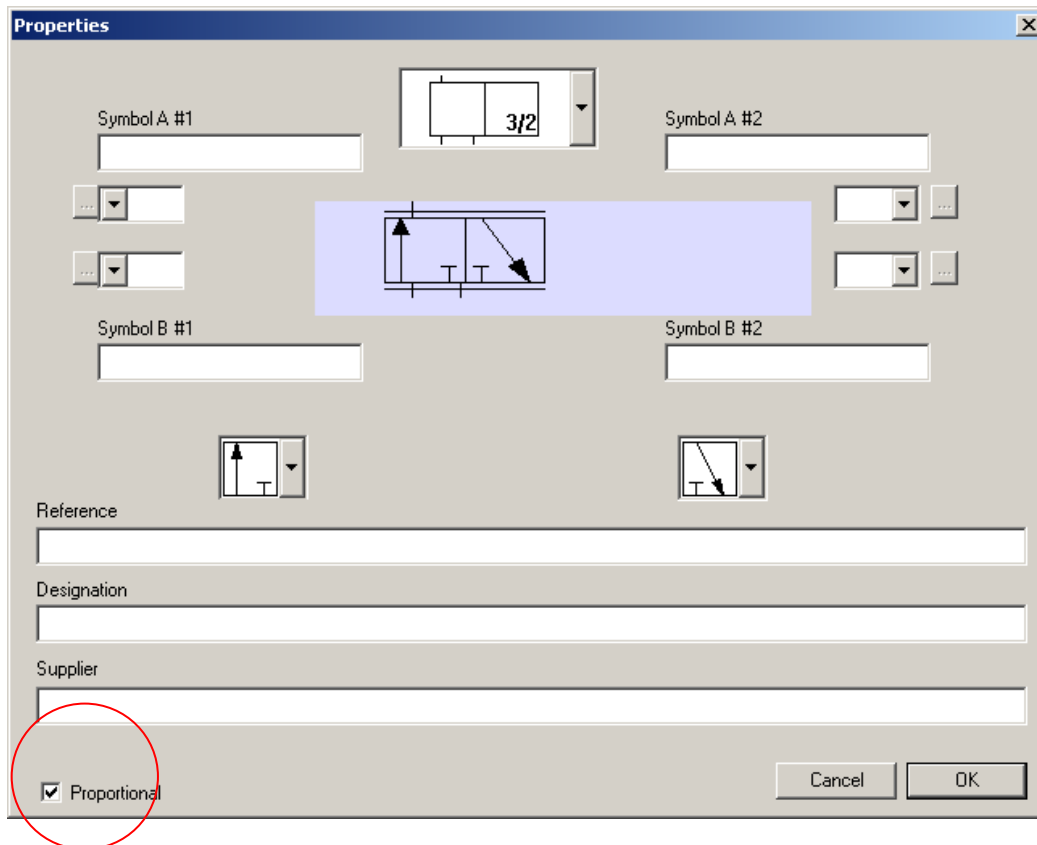 Properties
3/2
Symbol A #1
Symbol A #2
...
...
...
...
Symbol B #1
Symbol B #2
Reference
Designation
Supplier
Proportional
Cancel
OK